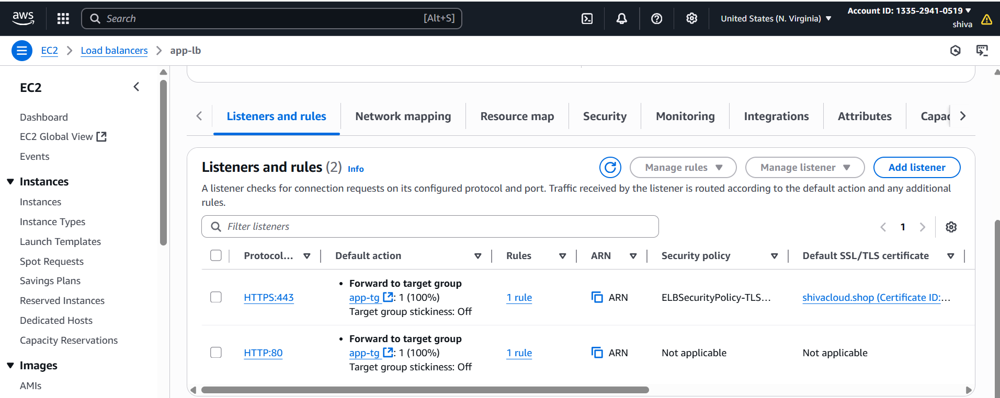 aws
Search
[Alt+S]
United States (N. Virginia)
Account ID: 1335-2941-0519
shiva
EC2
Load balancers
app-lb
EC2
Dashboard
EC2 Global View
Events
Instances
Instances
Instance Types
Launch Templates
Spot Requests
Savings Plans
Reserved Instances
Dedicated Hosts
Capacity Reservations
Images
AMIs
Listeners and rules
Network mapping
Resource map
Security
Monitoring
Integrations
Attributes
Capac
Listeners and rules (2) Info
Manage rules
Manage listener
Add listener
A listener checks for connection requests on its configured protocol and port. Traffic received by the listener is routed according to the default action and any additional
rules.
Filter listeners
1
Protocol...
Default action
Rules
ARN
Security policy
Default SSL/TLS certificate
HTTPS:443
• Forward to target group
app-tg : 1 (100%)
Target group stickiness: Off
1 rule
ARN
ELBSecurityPolicy-TLS...
shivacloud.shop (Certificate ID:...
HTTP:80
• Forward to target group
app-tg : 1 (100%)
Target group stickiness: Off
1 rule
ARN
Not applicable
Not applicable